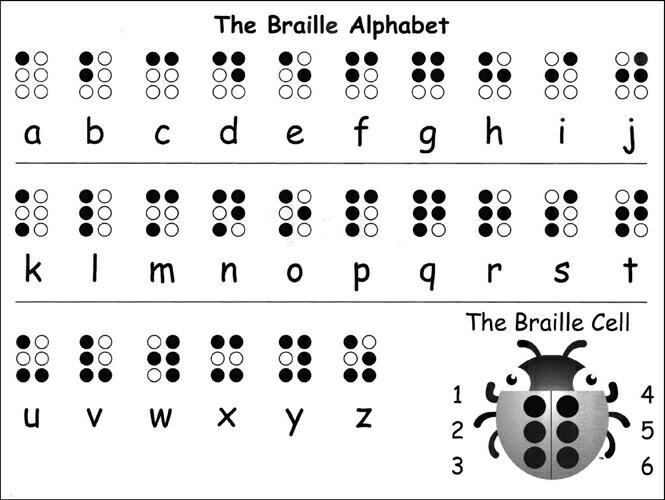 The Braille Alphabet
a b c d e f g h i j
k l m n o p q r s t
The Braille Cell
u v w x y z
1 4
2 5
3 6